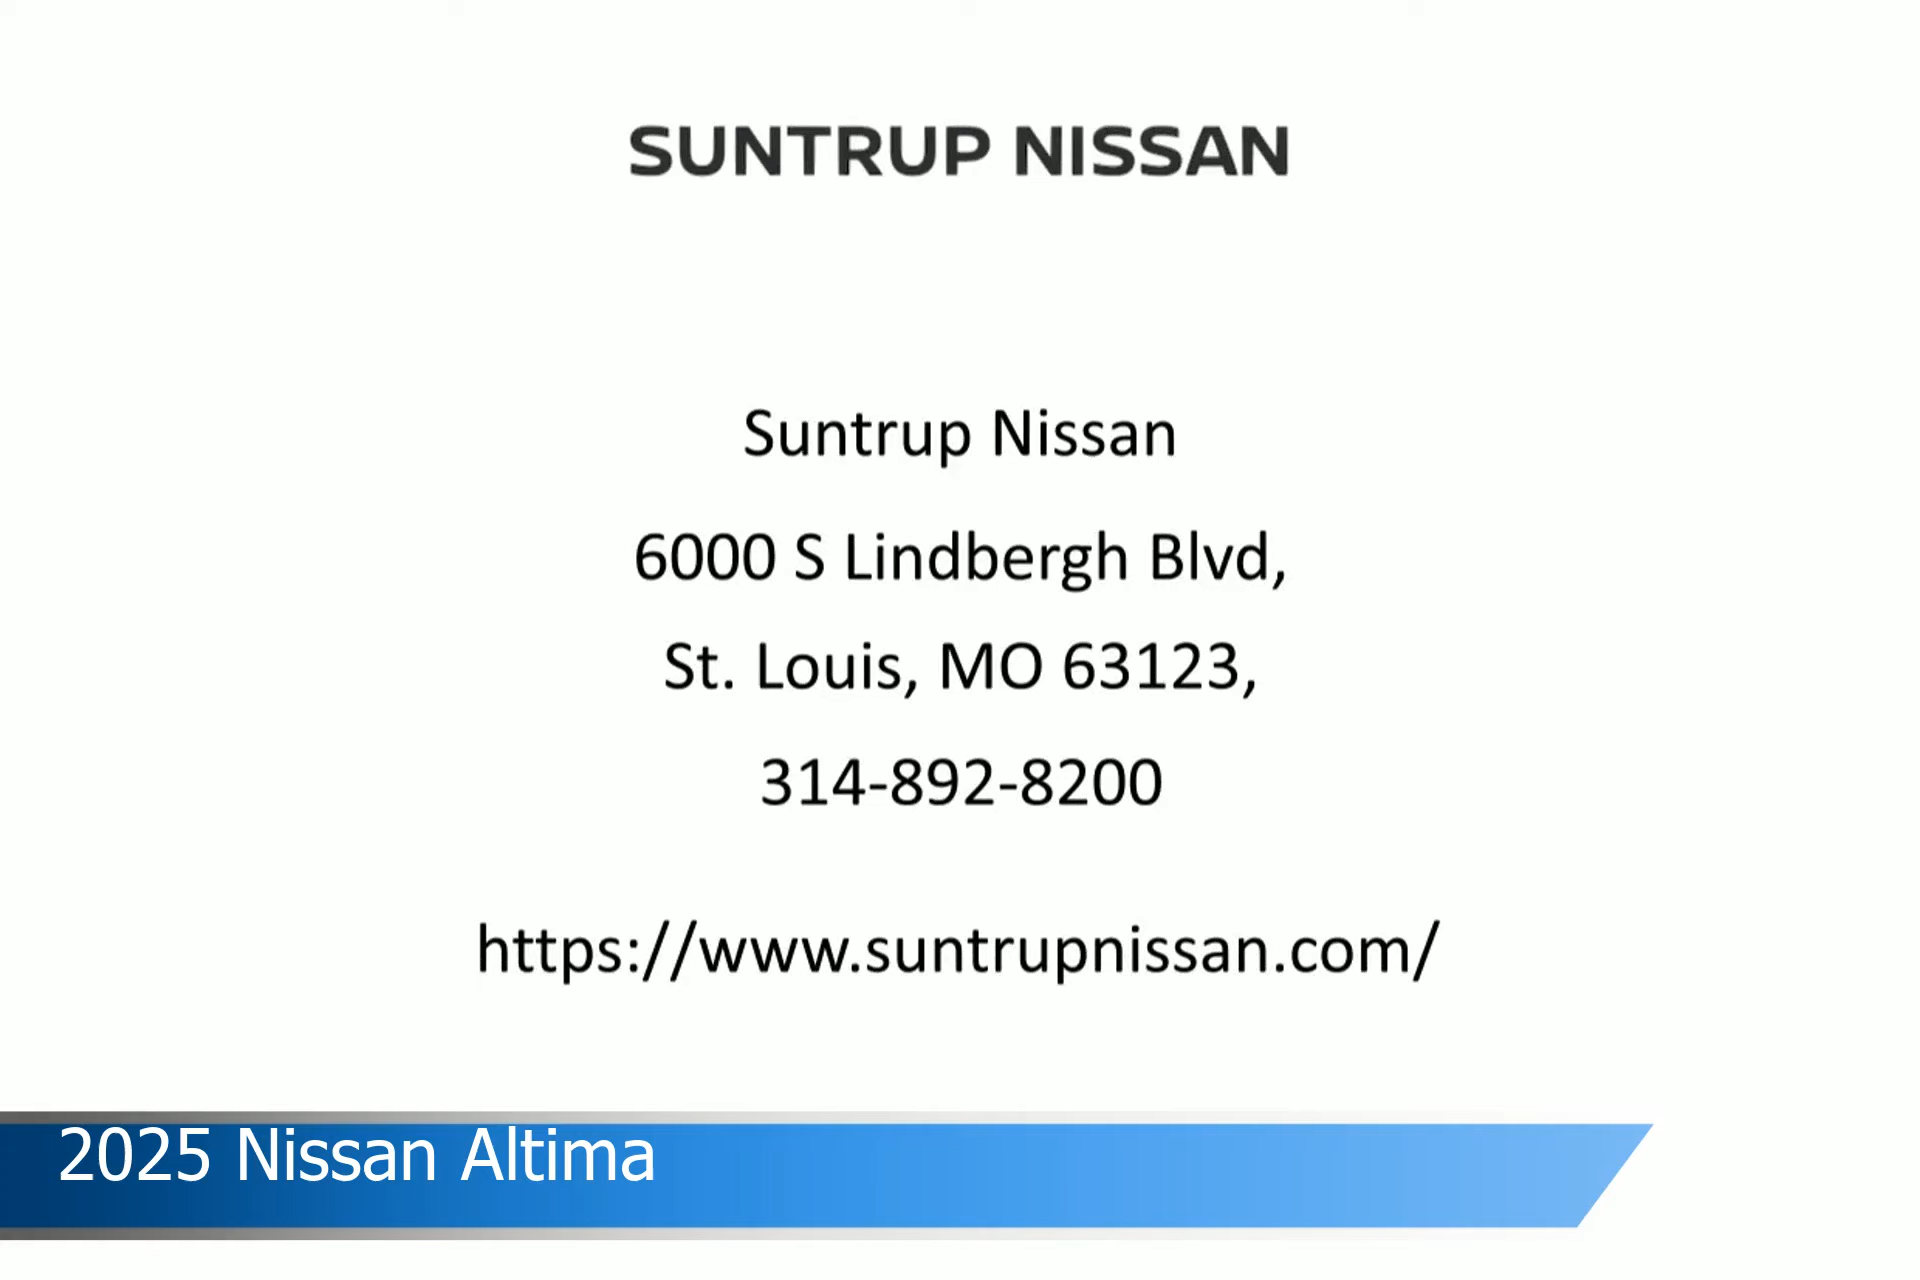 SUNTRUP NISSAN
Suntrup Nissan
6000 S Lindbergh Blvd,
St. Louis, MO 63123,
314-892-8200
https://www.suntrupnissan.com/
2025 Nissan Altima